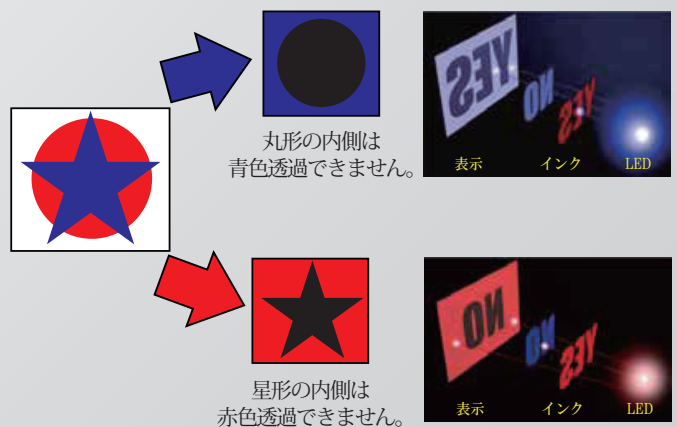 丸形の内側は
青色透過できません。
YES
NO
YES
表示
インク
LED
星形の内側は
赤色透過できません。
NO
NO
YES
表示
インク
LED